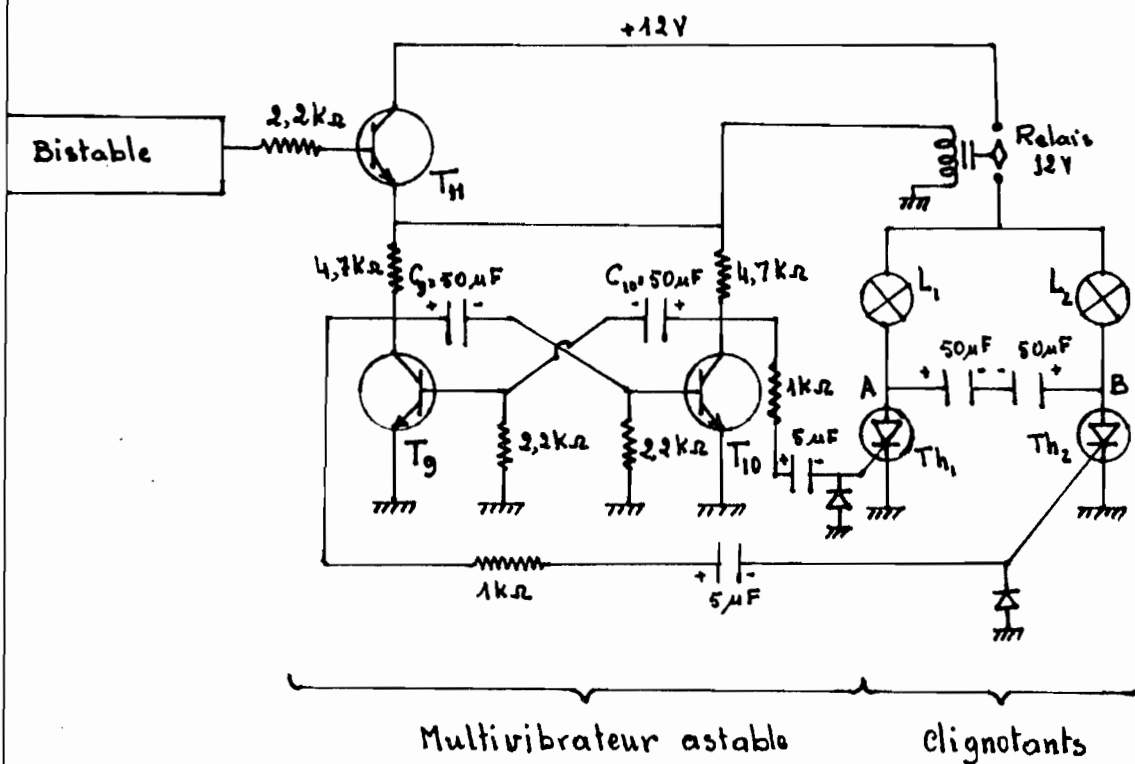 +12V
2,2KΩ
Bistable
T11
Relais
12V
4,7KΩ
C9=50µF
C10=50µF
4,7KΩ
L1
L2
50µF
50µF
+
-
-
+
+
-
-
+
A
B
1KΩ
T9
2,2KΩ
2,2KΩ
T10
5µF
+
-
Th1
Th2
1KΩ
+
-
5µF
Multivibrateur astable
Clignotants